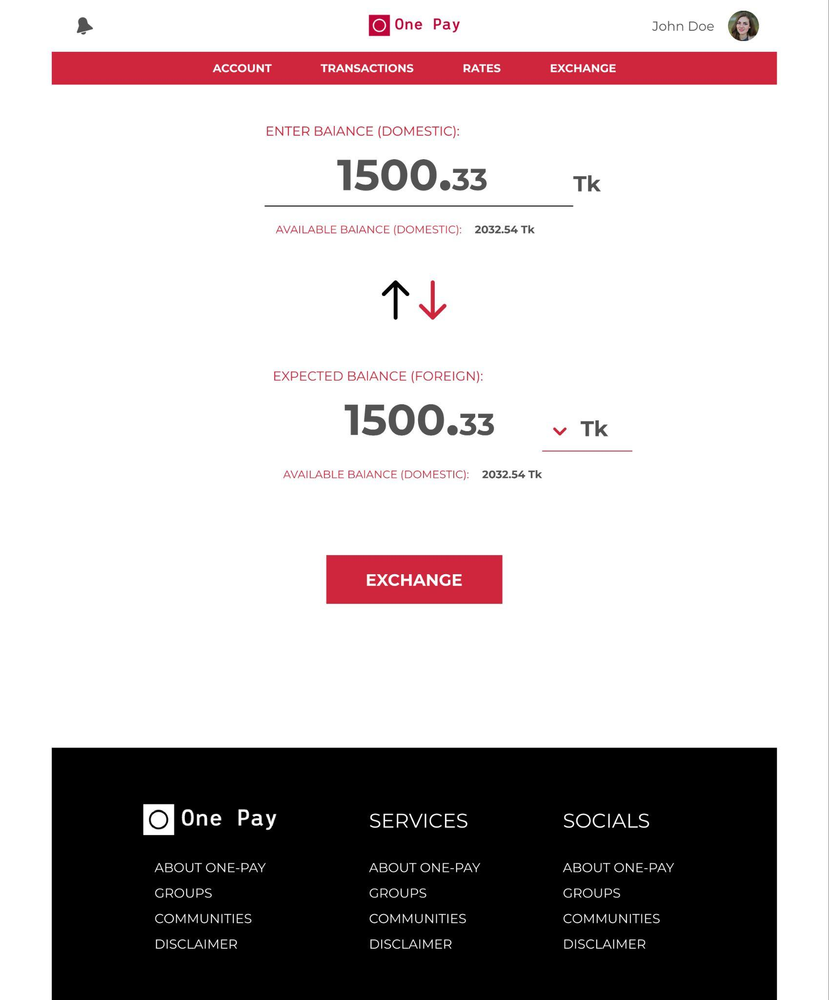 One Pay
John Doe
ACCOUNT TRANSACTIONS RATES EXCHANGE
ENTER BAlANCE (DOMESTIC):
1500.33 Tk
AVAILABLE BAlANCE (DOMESTIC): 2032.54 Tk
EXPECTED BAlANCE (FOREIGN):
1500.33 Tk
AVAILABLE BAlANCE (DOMESTIC): 2032.54 Tk
EXCHANGE
One Pay
ABOUT ONE-PAY
GROUPS
COMMUNITIES
DISCLAIMER
SERVICES
ABOUT ONE-PAY
GROUPS
COMMUNITIES
DISCLAIMER
SOCIALS
ABOUT ONE-PAY
GROUPS
COMMUNITIES
DISCLAIMER